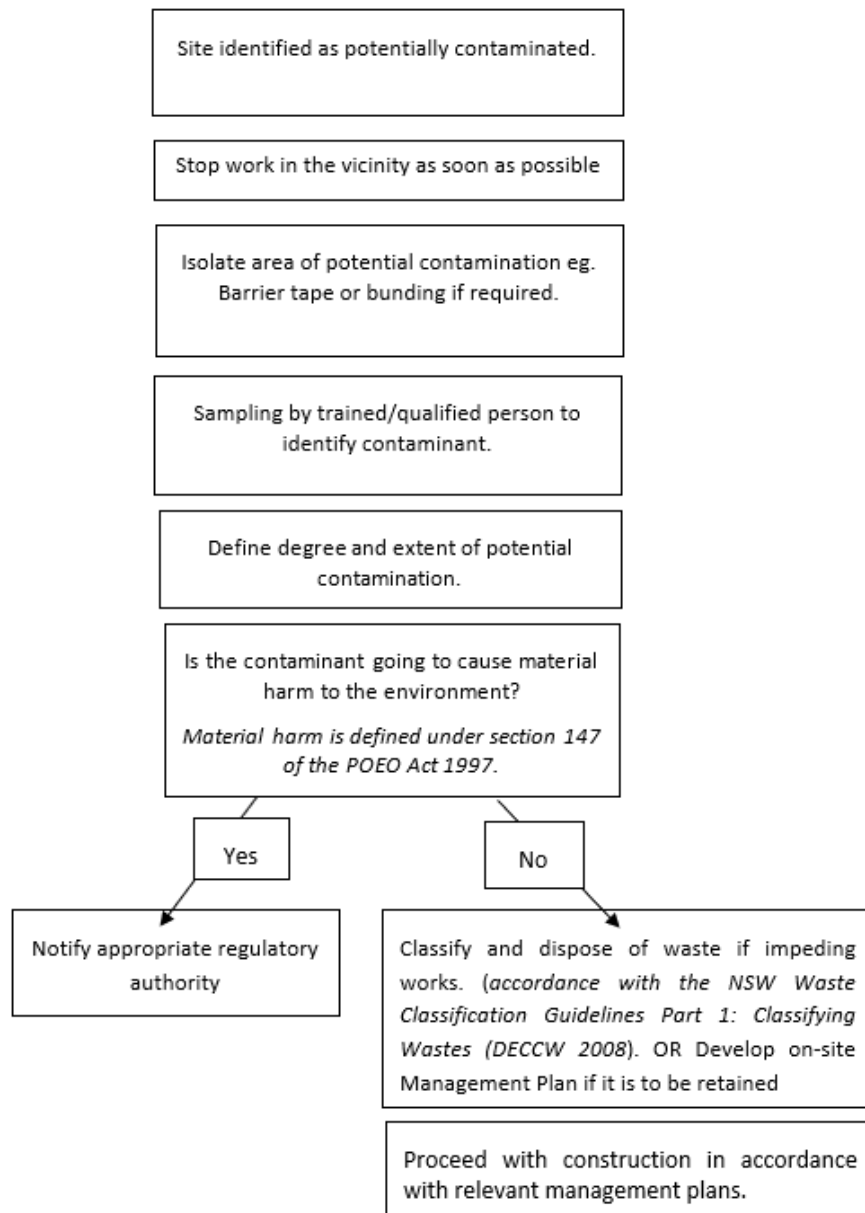 Site identified as potentially contaminated.
Stop work in the vicinity as soon as possible
Isolate area of potential contamination eg.
Barrier tape or bunding if required.
Sampling by trained/qualified person to
identify contaminant.
Define degree and extent of potential
contamination.
Is the contaminant going to cause material
harm to the environment?
Material harm is defined under section 147
of the POEO Act 1997.
Yes
No
Notify appropriate regulatory
authority
Classify and dispose of waste if impeding
works. (accordance with the NSW Waste
Classification Guidelines Part 1: Classifying
Wastes (DECCW 2008). OR Develop on-site
Management Plan if it is to be retained
Proceed with construction in accordance
with relevant management plans.